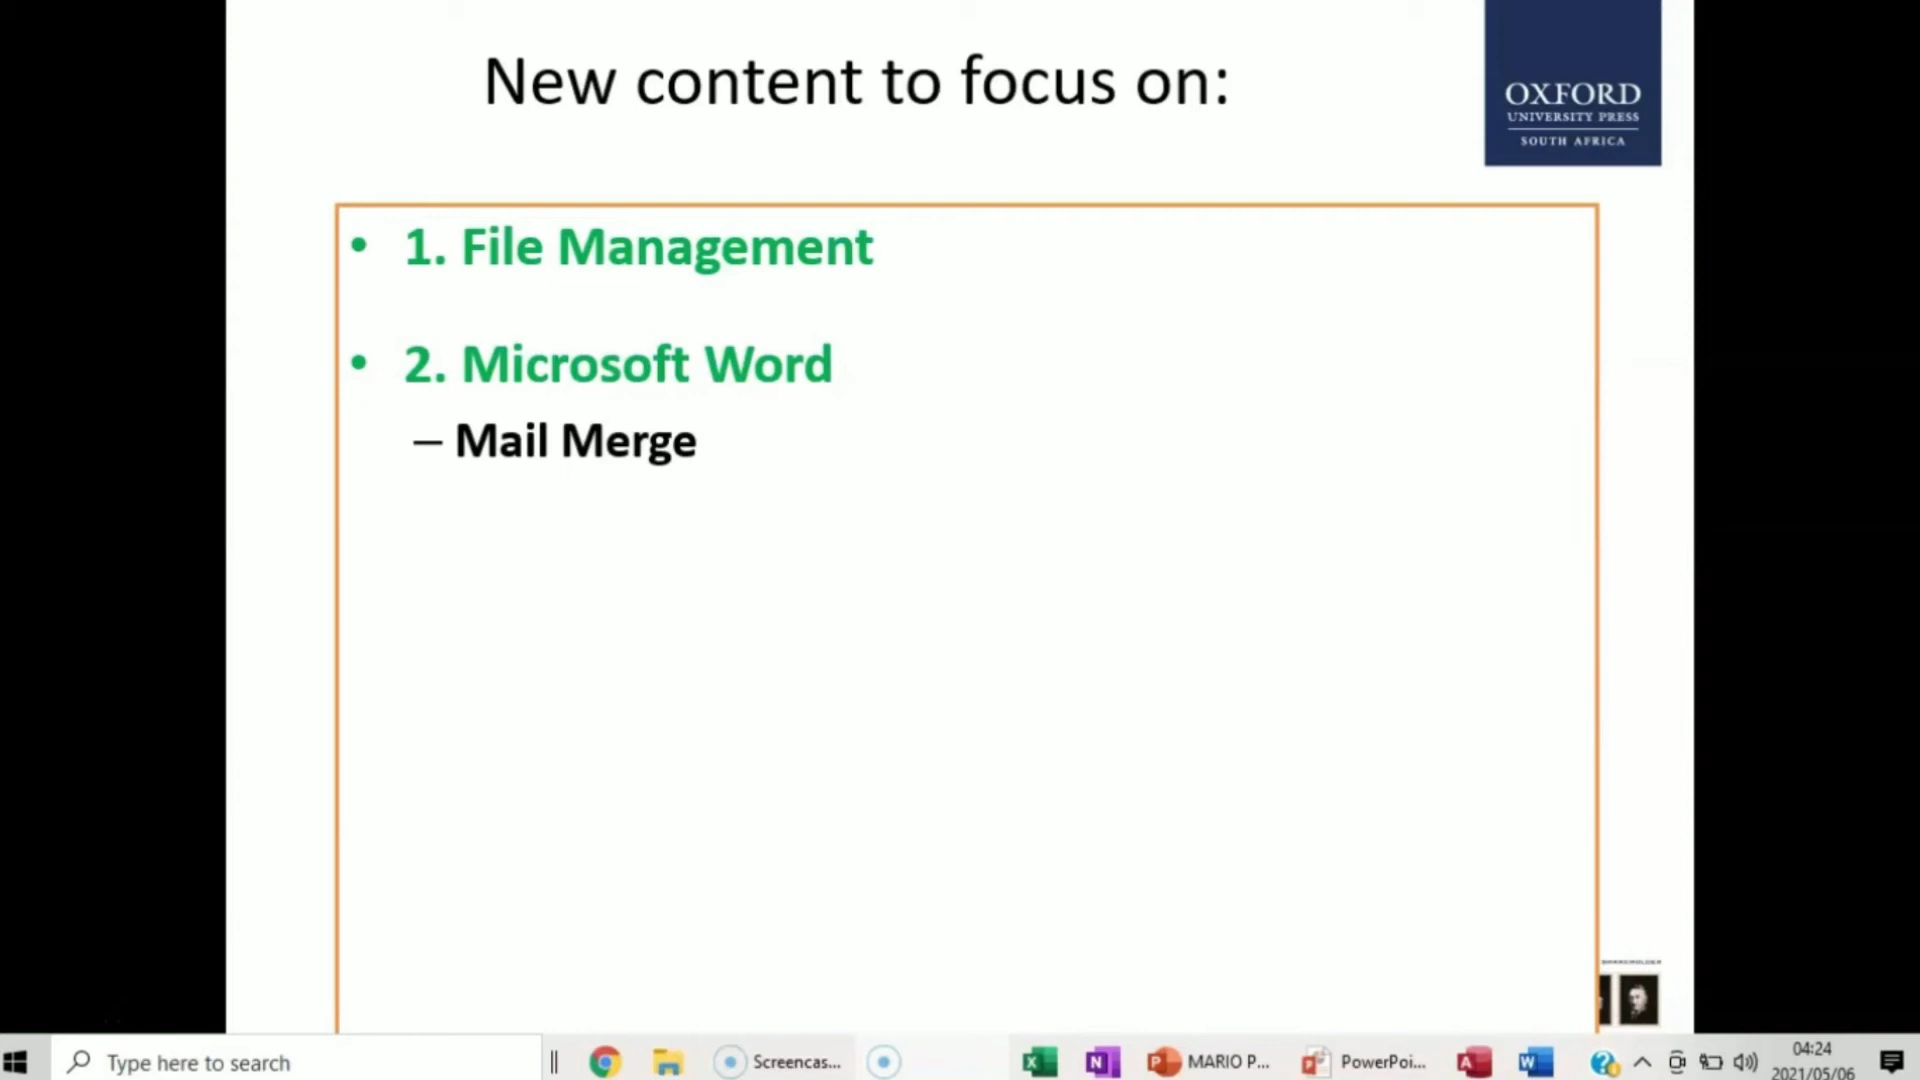 New content to focus on:
OXFORD
UNIVERSITY PRESS
SOUTH AFRICA
• 1. File Management
• 2. Microsoft Word
– Mail Merge
Type here to search
Screencas...
MARIO P...
PowerPoi...
04:24
2021/05/06